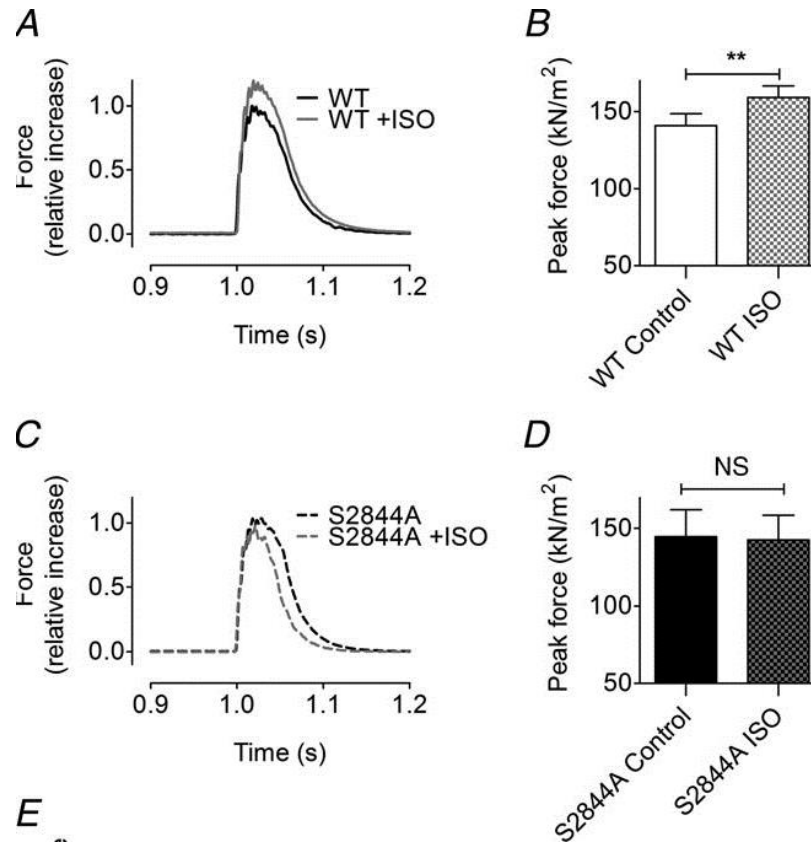 A
Force
(relative increase)
1.0
0.5
0.0
WT
WT +ISO
0.9 1.0 1.1 1.2
Time (s)
B
**
Peak force (kN/m²)
150
100
50
WT Control
WT ISO
C
Force
(relative increase)
1.0
0.5
0.0
S2844A
S2844A +ISO
0.9 1.0 1.1 1.2
Time (s)
D
NS
Peak force (kN/m²)
150
100
50
S2844A Control
S2844A ISO
E